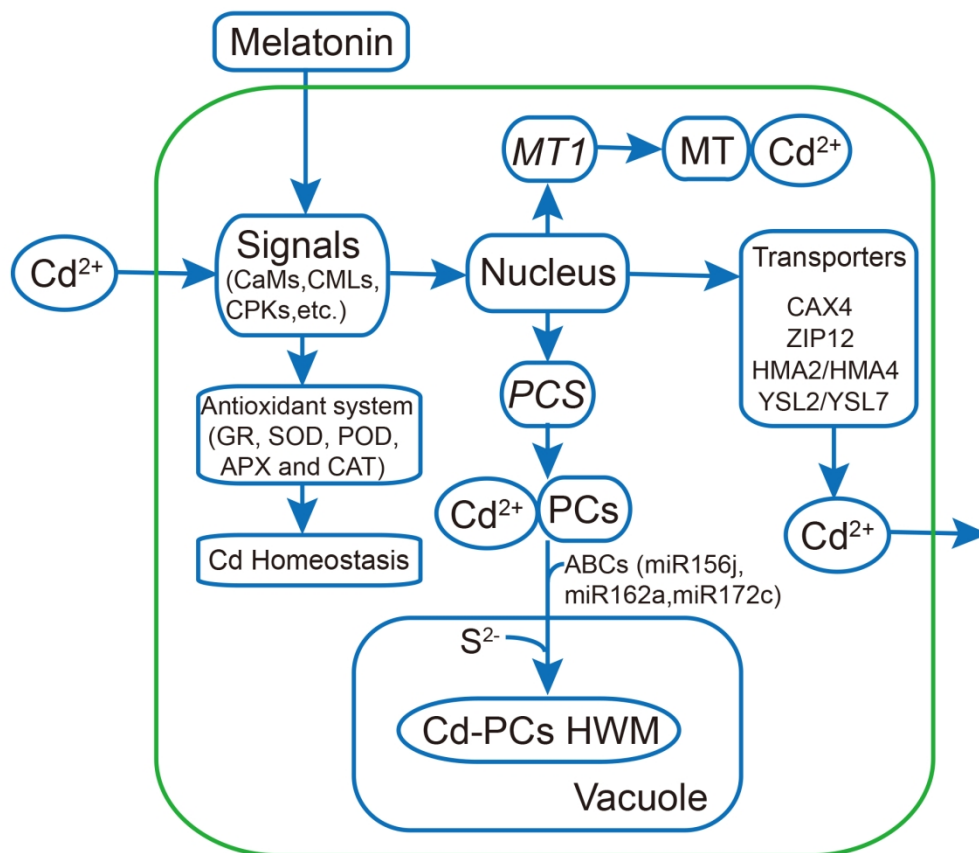 Melatonin
MT1
MT
Cd²⁺
Cd²⁺
Signals
(CaMs,CMLs,
CPKs,etc.)
Nucleus
Transporters
CAX4
ZIP12
HMA2/HMA4
YSL2/YSL7
Antioxidant system
(GR, SOD, POD,
APX and CAT)
PCS
Cd²⁺
PCs
Cd²⁺
Cd Homeostasis
ABCs (miR156j,
miR162a,miR172c)
S²⁻
Cd-PCs HWM
Vacuole